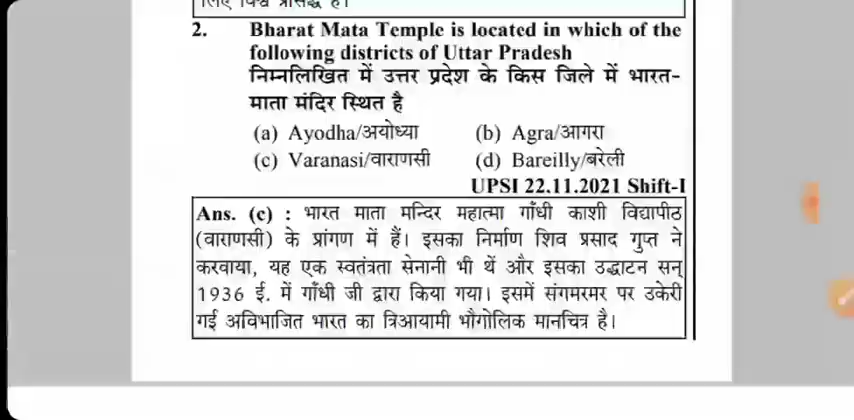 लिए विश्व प्रसिद्ध है।
2. Bharat Mata Temple is located in which of the
following districts of Uttar Pradesh
निम्नलिखित में उत्तर प्रदेश के किस जिले में भारत-
माता मंदिर स्थित है
(a) Ayodha/अयोध्या (b) Agra/आगरा
(c) Varanasi/वाराणसी (d) Bareilly/बरेली
UPSI 22.11.2021 Shift-I
Ans. (c) : भारत माता मन्दिर महात्मा गाँधी काशी विद्यापीठ
(वाराणसी) के प्रांगण में हैं। इसका निर्माण शिव प्रसाद गुप्त ने
करवाया, यह एक स्वतंत्रता सेनानी भी थें और इसका उद्घाटन सन्
1936 ई. में गाँधी जी द्वारा किया गया। इसमें संगमरमर पर उकेरी
गई अविभाजित भारत का त्रिआयामी भौगोलिक मानचित्र है।